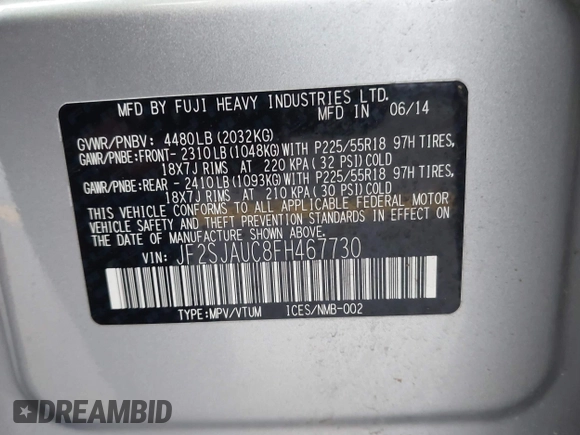 MFD BY FUJI HEAVY INDUSTRIES LTD.
MFD IN 06/14
GVWR/PNBV: 4480LB (2032KG)
GAWR/PNBE:FRONT- 2310LB(1048KG)WITH P225/55R18 97H TIRES,
18X7J RIMS AT 220 KPA( 32 PSI)COLD
GAWR/PNBE:REAR - 2410LB(1093KG)WITH P225/55R18 97H TIRES,
18X7J RIMS AT 210 KPA( 30 PSI)COLD
THIS VEHICLE CONFORMS TO ALL APPLICABLE FEDERAL MOTOR
VEHICLE SAFETY AND THEFT PREVENTION STANDARDS IN EFFECT
ON THE DATE OF MANUFACTURE SHOWN ABOVE.
VIN: JF2SJAUC8FH467730
TYPE:MPV/VTUM ICES/NMB-002
DREAMBID